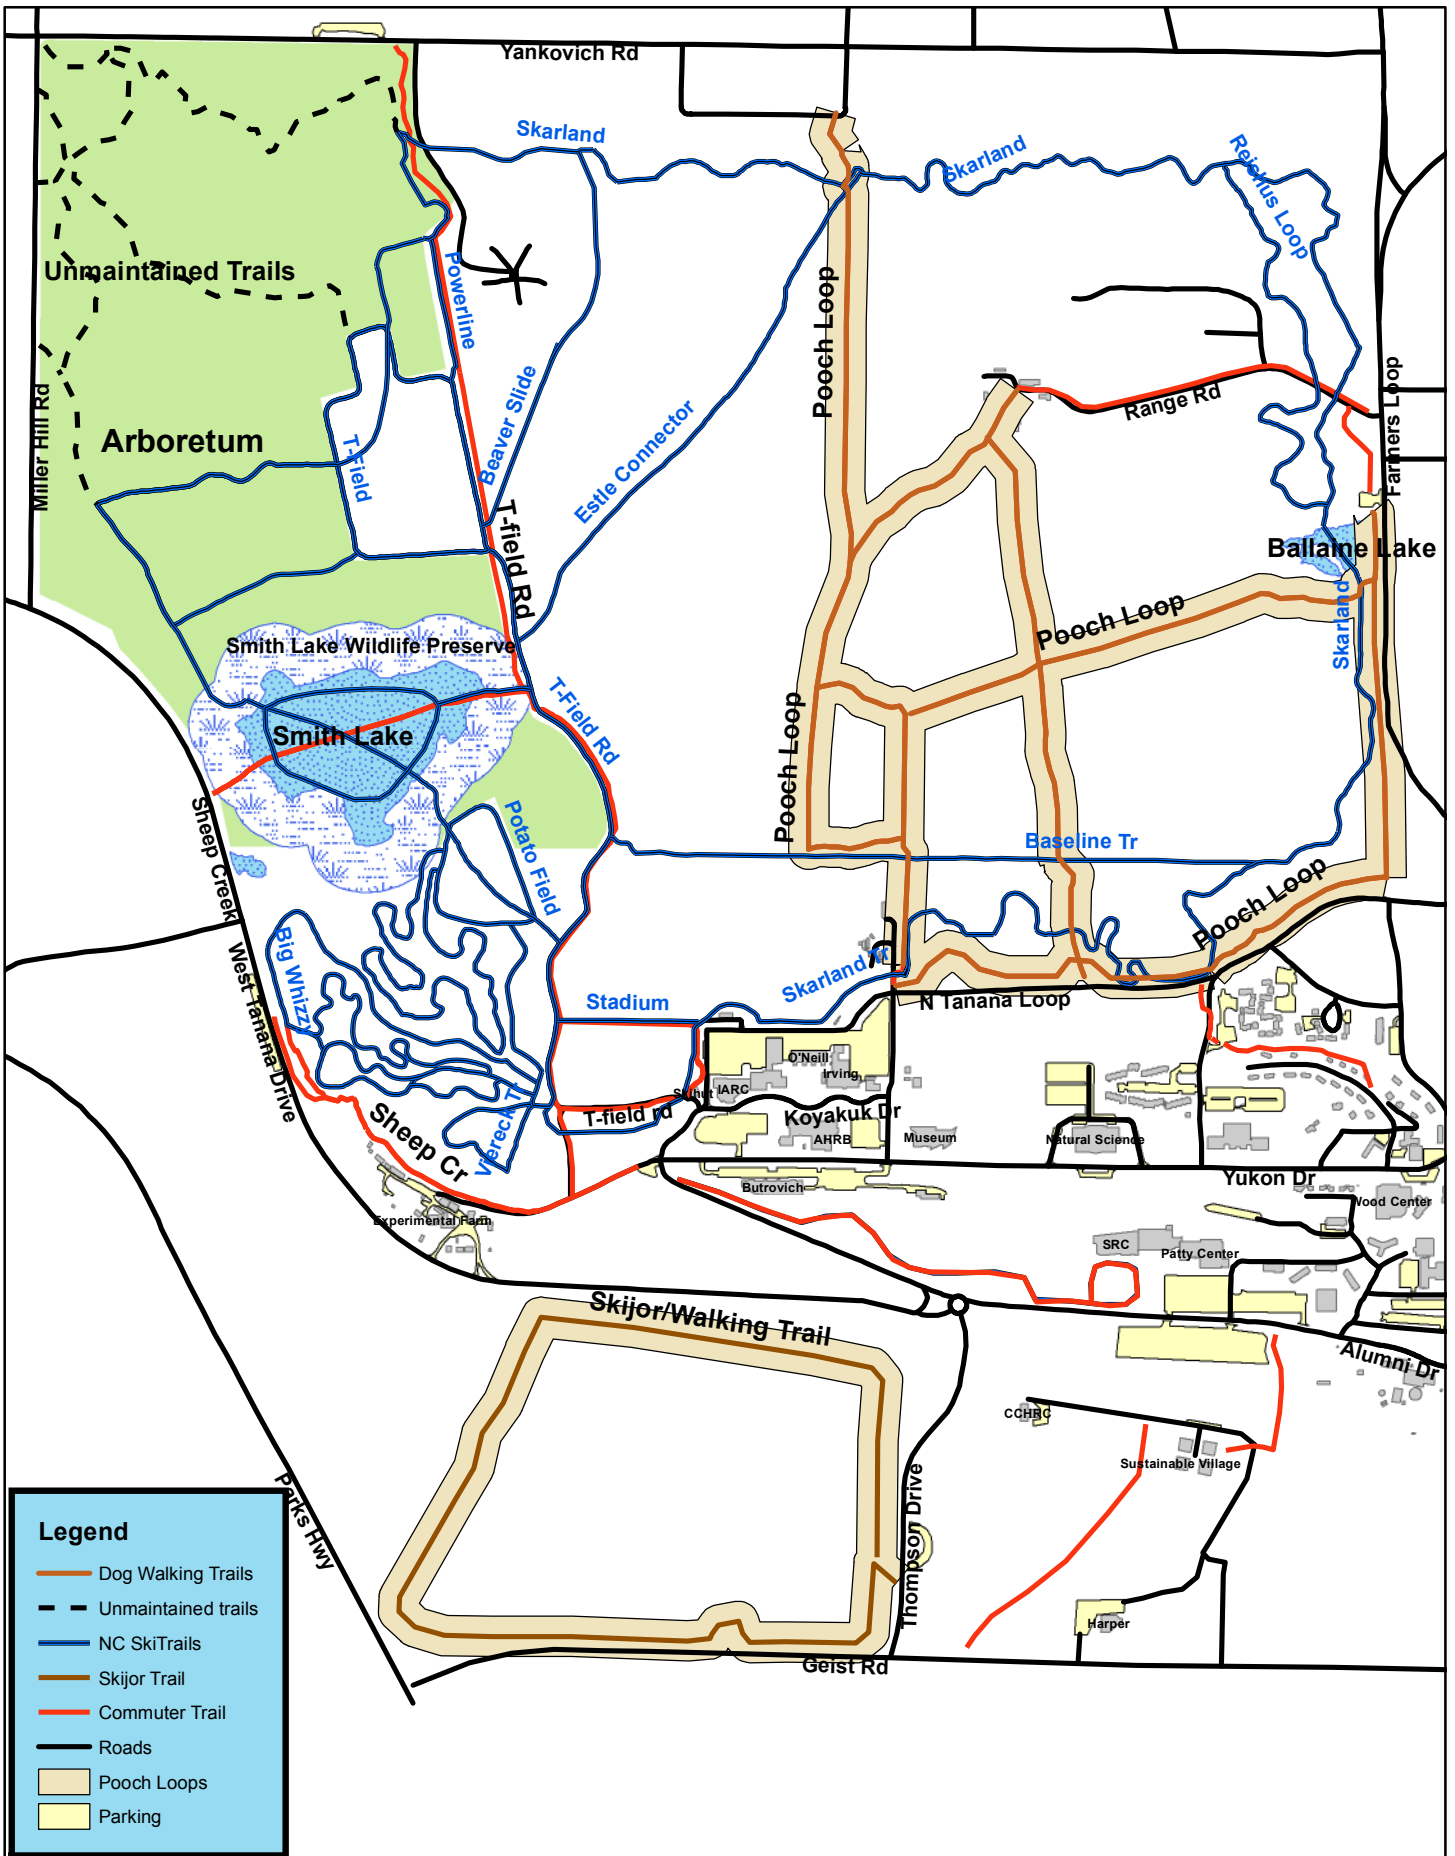 Yankovich Rd
Skarland
Skarland
Reichus Loop
Unmaintained Trails
Powerline
Pooch Loop
Miller Hill Rd
Arboretum
T-Field
Beaver Slide
Estle Connector
Range Rd
Farmers Loop
T-field Rd
Ballaine Lake
Pooch Loop
Skarland
Smith Lake Wildlife Preserve
T-Field Rd
Smith Lake
Pooch Loop
Sheep Creek
Potato Field
Baseline Tr
Pooch Loop
Big Whizzy
West Tanana Drive
Skarland Tr
Stadium
N Tanana Loop
O'Neill
Irving
IARC
Skihut
T-field rd
Koyakuk Dr
AHRB
Museum
Natural Science
Viereck Tr
Sheep Cr
Yukon Dr
Butrovich
Wood Center
Experimental Farm
SRC
Patty Center
Skijor/Walking Trail
Alumni Dr
CCHRC
Sustainable Village
Thompson Drive
Parks Hwy
Harper
Geist Rd
Legend
Dog Walking Trails
Unmaintained trails
NC SkiTrails
Skijor Trail
Commuter Trail
Roads
Pooch Loops
Parking